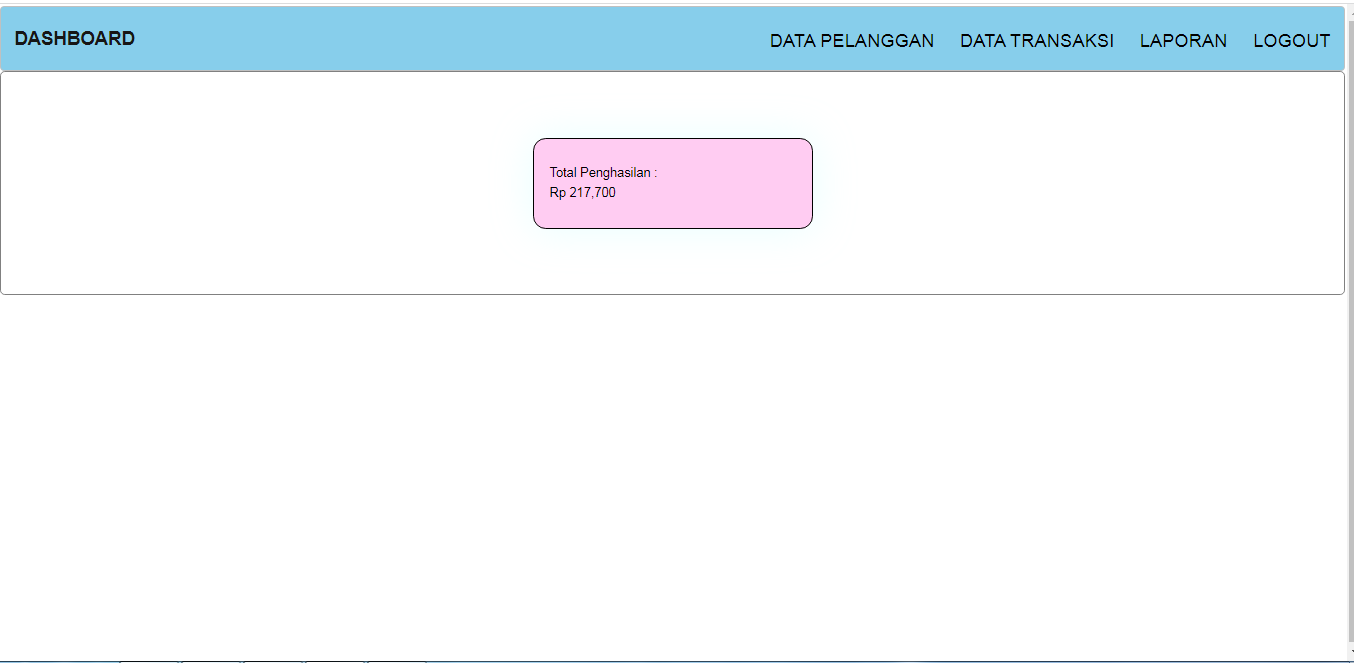 DASHBOARD DATA PELANGGAN DATA TRANSAKSI LAPORAN LOGOUT
Total Penghasilan :
Rp 217,700